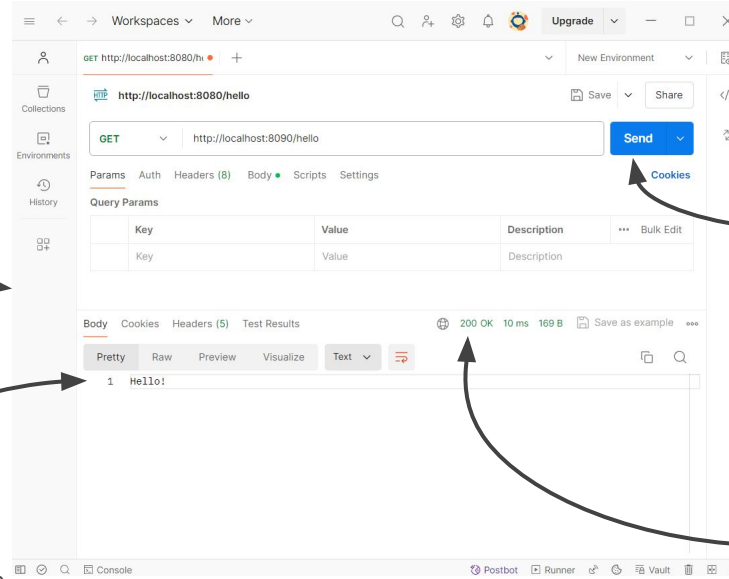 Workspaces More Upgrade
GET http://localhost:8080/h New Environment
HTTP http://localhost:8080/hello Save Share
Collections
GET http://localhost:8090/hello Send
Environments
Params Auth Headers (8) Body Scripts Settings Cookies
History
Query Params
Key Value Description Bulk Edit
Key Value Description
Body Cookies Headers (5) Test Results 200 OK 10 ms 169 B Save as example
Pretty Raw Preview Visualize Text
1 Hello!
Console Postbot Runner Vault